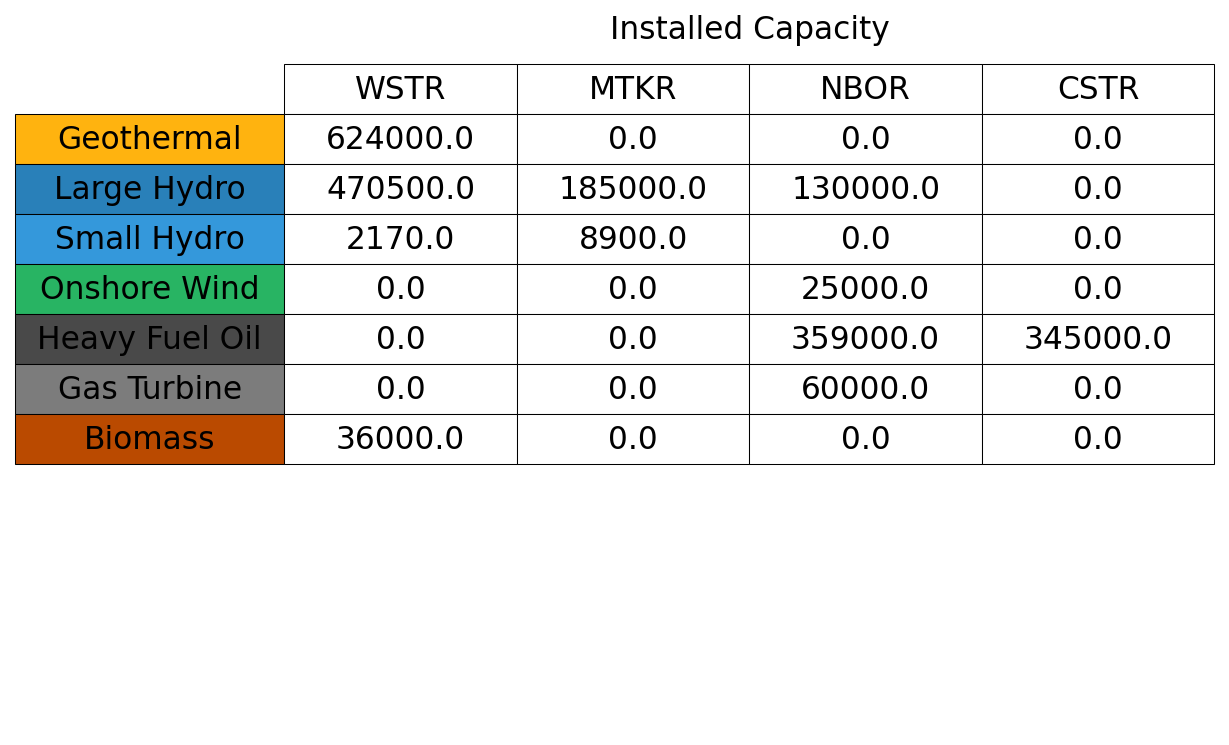 Installed Capacity
WSTR MTKR NBOR CSTR
Geothermal 624000.0 0.0 0.0 0.0
Large Hydro 470500.0 185000.0 130000.0 0.0
Small Hydro 2170.0 8900.0 0.0 0.0
Onshore Wind 0.0 0.0 25000.0 0.0
Heavy Fuel Oil 0.0 0.0 359000.0 345000.0
Gas Turbine 0.0 0.0 60000.0 0.0
Biomass 36000.0 0.0 0.0 0.0